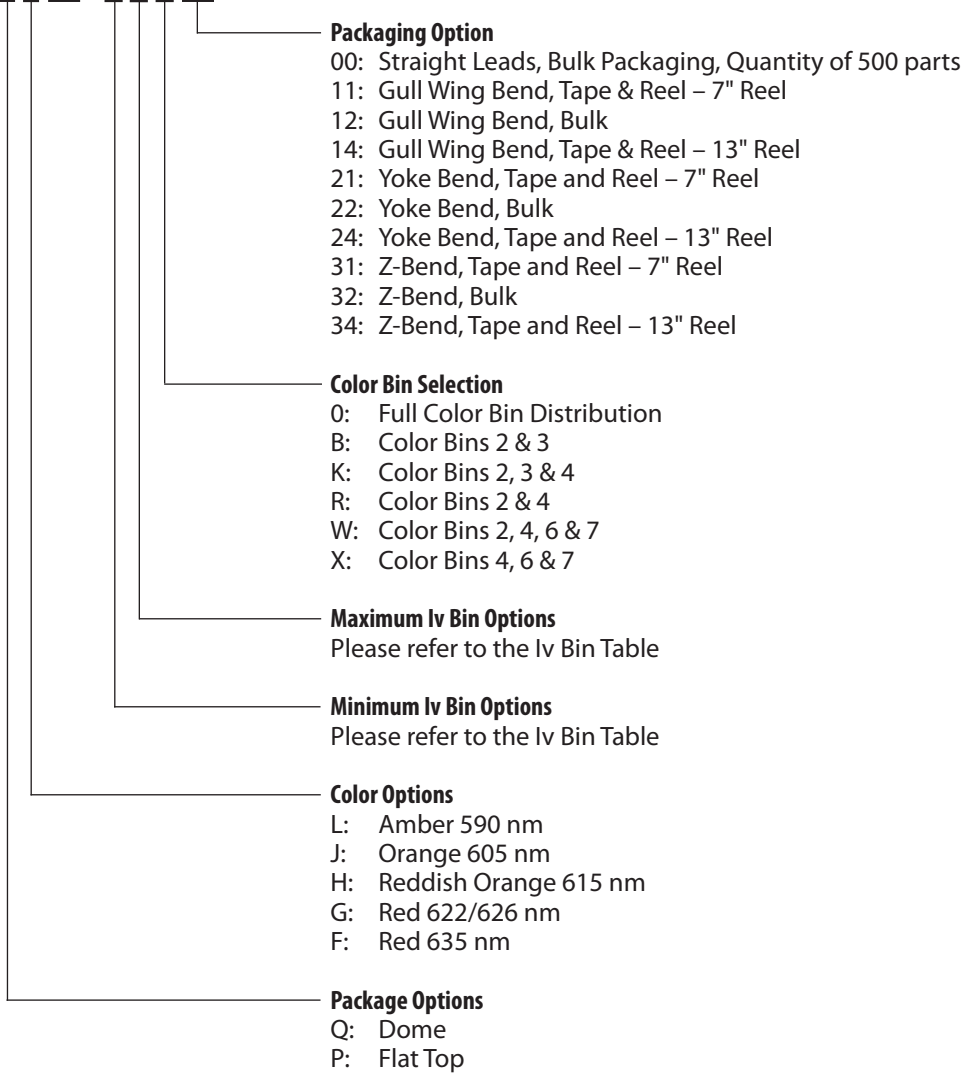 Packaging Option
00: Straight Leads, Bulk Packaging, Quantity of 500 parts
11: Gull Wing Bend, Tape & Reel – 7" Reel
12: Gull Wing Bend, Bulk
14: Gull Wing Bend, Tape & Reel – 13" Reel
21: Yoke Bend, Tape and Reel – 7" Reel
22: Yoke Bend, Bulk
24: Yoke Bend, Tape and Reel – 13" Reel
31: Z-Bend, Tape and Reel – 7" Reel
32: Z-Bend, Bulk
34: Z-Bend, Tape and Reel – 13" Reel
Color Bin Selection
0: Full Color Bin Distribution
B: Color Bins 2 & 3
K: Color Bins 2, 3 & 4
R: Color Bins 2 & 4
W: Color Bins 2, 4, 6 & 7
X: Color Bins 4, 6 & 7
Maximum Iv Bin Options
Please refer to the Iv Bin Table
Minimum Iv Bin Options
Please refer to the Iv Bin Table
Color Options
L: Amber 590 nm
J: Orange 605 nm
H: Reddish Orange 615 nm
G: Red 622/626 nm
F: Red 635 nm
Package Options
Q: Dome
P: Flat Top